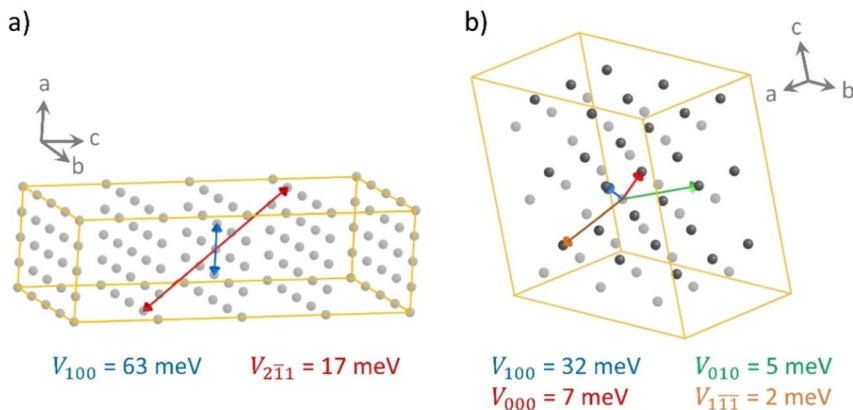 a)
b)
a
c
b
c
a
b
V₁₀₀ = 63 meV
V₂₁̄₁ = 17 meV
V₁₀₀ = 32 meV
V₀₁₀ = 5 meV
V₀₀₀ = 7 meV
V₁₁̄₁̄ = 2 meV